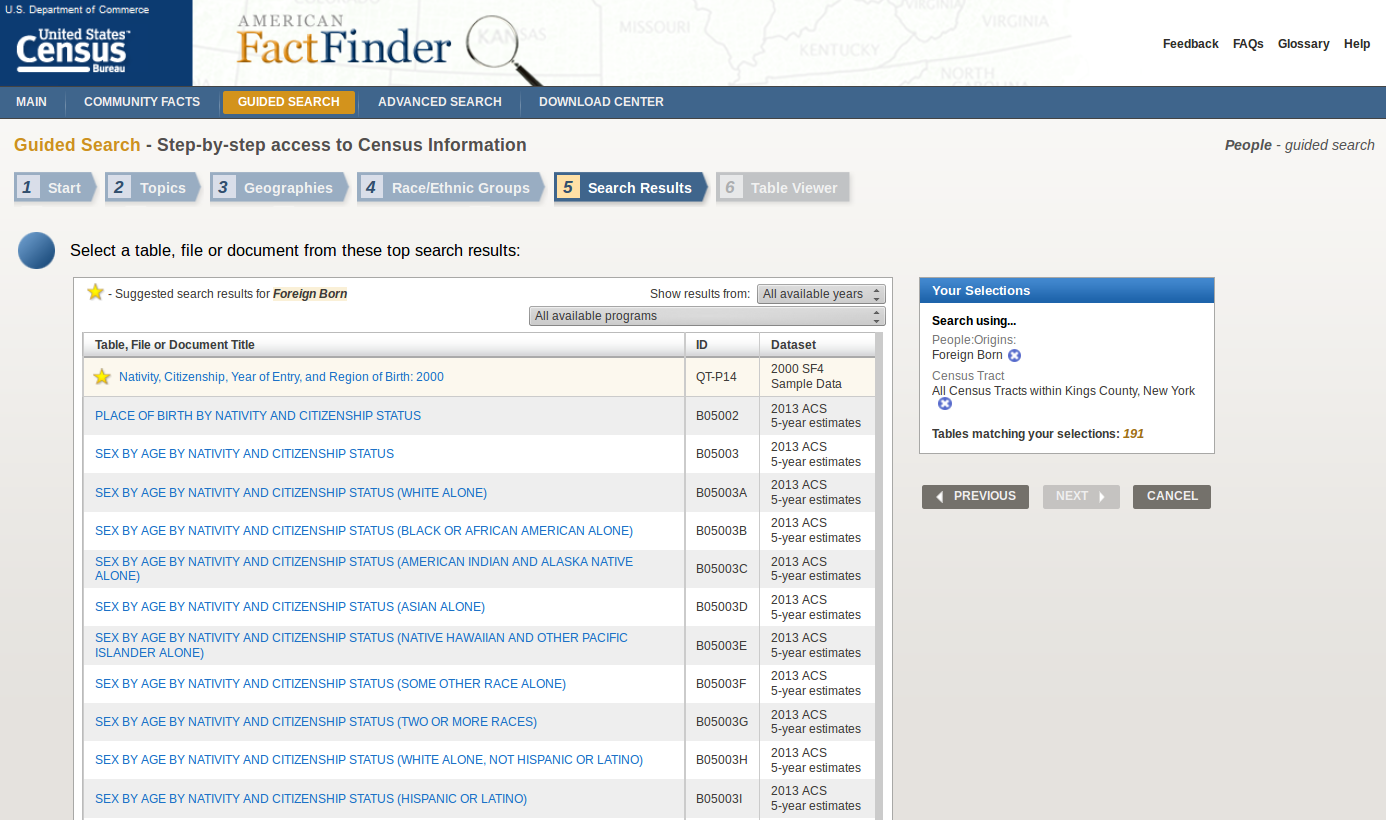 U.S. Department of Commerce
United States™
Census
Bureau
AMERICAN
FactFinder
KANSAS
MISSOURI
KENTUCKY
VIRGINIA
VIRGINIA
NORTH
CAROLINA
Feedback FAQs Glossary Help
MAIN COMMUNITY FACTS GUIDED SEARCH ADVANCED SEARCH DOWNLOAD CENTER
Guided Search - Step-by-step access to Census Information
People - guided search
1 Start 2 Topics 3 Geographies 4 Race/Ethnic Groups 5 Search Results 6 Table Viewer
Select a table, file or document from these top search results:
- Suggested search results for Foreign Born
Show results from: All available years
All available programs
Table, File or Document Title ID Dataset
Nativity, Citizenship, Year of Entry, and Region of Birth: 2000 QT-P14 2000 SF4
Sample Data
PLACE OF BIRTH BY NATIVITY AND CITIZENSHIP STATUS B05002 2013 ACS
5-year estimates
SEX BY AGE BY NATIVITY AND CITIZENSHIP STATUS B05003 2013 ACS
5-year estimates
SEX BY AGE BY NATIVITY AND CITIZENSHIP STATUS (WHITE ALONE) B05003A 2013 ACS
5-year estimates
SEX BY AGE BY NATIVITY AND CITIZENSHIP STATUS (BLACK OR AFRICAN AMERICAN ALONE) B05003B 2013 ACS
5-year estimates
SEX BY AGE BY NATIVITY AND CITIZENSHIP STATUS (AMERICAN INDIAN AND ALASKA NATIVE
ALONE) B05003C 2013 ACS
5-year estimates
SEX BY AGE BY NATIVITY AND CITIZENSHIP STATUS (ASIAN ALONE) B05003D 2013 ACS
5-year estimates
SEX BY AGE BY NATIVITY AND CITIZENSHIP STATUS (NATIVE HAWAIIAN AND OTHER PACIFIC
ISLANDER ALONE) B05003E 2013 ACS
5-year estimates
SEX BY AGE BY NATIVITY AND CITIZENSHIP STATUS (SOME OTHER RACE ALONE) B05003F 2013 ACS
5-year estimates
SEX BY AGE BY NATIVITY AND CITIZENSHIP STATUS (TWO OR MORE RACES) B05003G 2013 ACS
5-year estimates
SEX BY AGE BY NATIVITY AND CITIZENSHIP STATUS (WHITE ALONE, NOT HISPANIC OR LATINO) B05003H 2013 ACS
5-year estimates
SEX BY AGE BY NATIVITY AND CITIZENSHIP STATUS (HISPANIC OR LATINO) B05003I 2013 ACS
5-year estimates
Your Selections
Search using...
People:Origins:
Foreign Born
Census Tract
All Census Tracts within Kings County, New York
Tables matching your selections: 191
PREVIOUS NEXT CANCEL